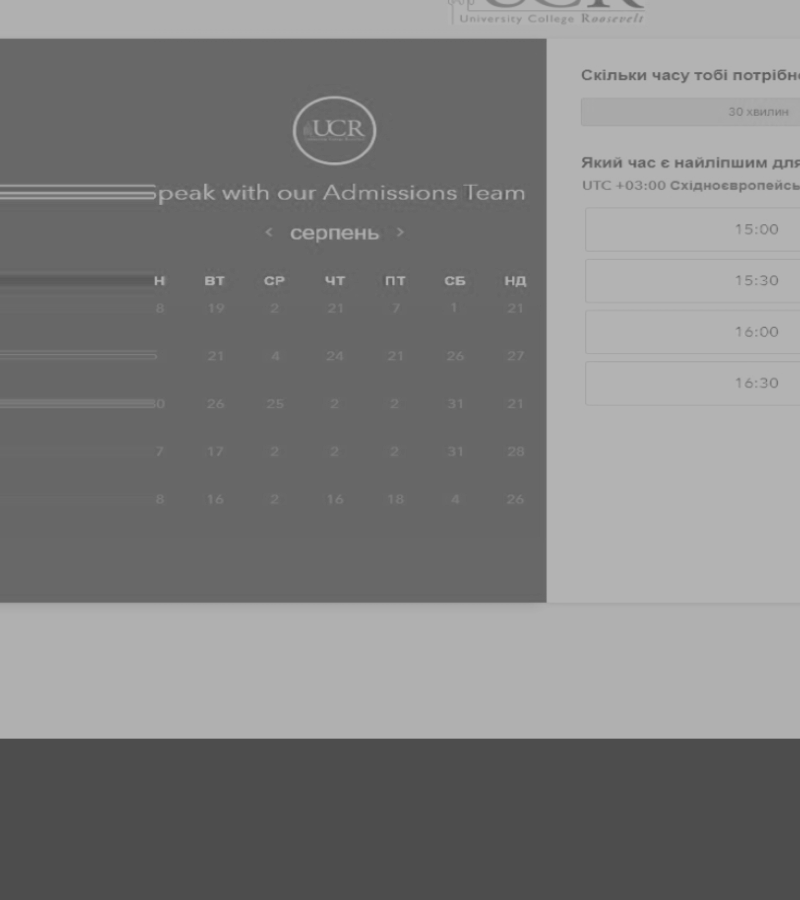 UCR
University College Roosevelt
UCR
peak with our Admissions Team
< серпень >
Н ВТ СР ЧТ ПТ СБ НД
8 19 2 21 7 1 21
21 4 24 21 26 27
0 26 25 2 2 31 21
7 17 2 2 2 31 28
8 16 2 16 18 4 26
Скільки часу тобі потрібн
30 хвилин
Який час є найліпшим для
UTC +03:00 Східноєвропейсь
15:00
15:30
16:00
16:30